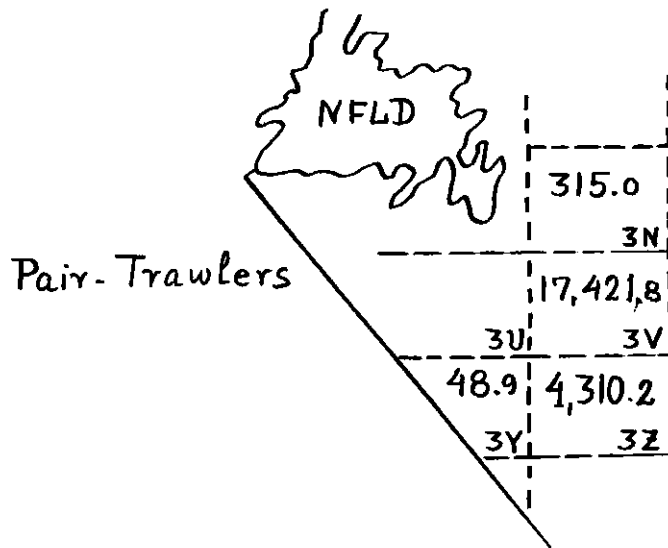 NFLD
315.0
3N
Pair-Trawlers
17,421,8
3U 3V
48.9 4,310.2
3Y 3Z